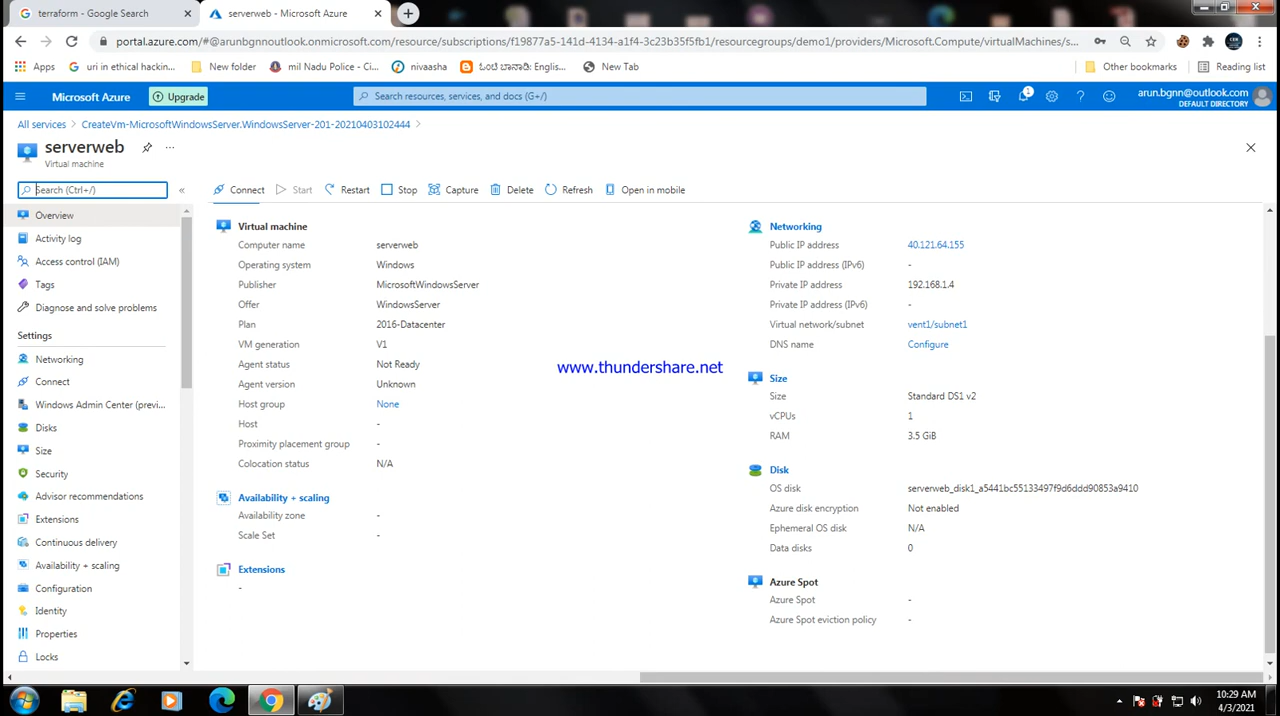 terraform - Google Search
serverweb - Microsoft Azure
portal.azure.com/#@arunbgnnoutlook.onmicrosoft.com/resource/subscriptions/f19877a5-141d-4134-a1f4-3c23b35f5fb1/resourcegroups/demo1/providers/Microsoft.Compute/virtualMachines/s...
Apps
uri in ethical hackin...
New folder
mil Nadu Police - Ci...
nivaasha
ಓಂಟಿ ಬಾನಾಡಿ: Englis...
New Tab
Other bookmarks
Reading list
Microsoft Azure
Upgrade
Search resources, services, and docs (G+/)
1
arun.bgnn@outlook.com
DEFAULT DIRECTORY
All services
CreateVm-MicrosoftWindowsServer.WindowsServer-201-20210403102444
serverweb
Virtual machine
Search (Ctrl+/)
Connect
Start
Restart
Stop
Capture
Delete
Refresh
Open in mobile
Overview
Activity log
Access control (IAM)
Tags
Diagnose and solve problems
Settings
Networking
Connect
Windows Admin Center (previ...
Disks
Size
Security
Advisor recommendations
Extensions
Continuous delivery
Availability + scaling
Configuration
Identity
Properties
Locks
Virtual machine
Computer name serverweb
Operating system Windows
Publisher MicrosoftWindowsServer
Offer WindowsServer
Plan 2016-Datacenter
VM generation V1
Agent status Not Ready
Agent version Unknown
Host group None
Host -
Proximity placement group -
Colocation status N/A
Availability + scaling
Availability zone -
Scale Set -
Extensions
-
www.thundershare.net
Networking
Public IP address 40.121.64.155
Public IP address (IPv6) -
Private IP address 192.168.1.4
Private IP address (IPv6) -
Virtual network/subnet vent1/subnet1
DNS name Configure
Size
Size Standard DS1 v2
vCPUs 1
RAM 3.5 GiB
Disk
OS disk serverweb_disk1_a5441bc55133497f9d6ddd90853a9410
Azure disk encryption Not enabled
Ephemeral OS disk N/A
Data disks 0
Azure Spot
Azure Spot -
Azure Spot eviction policy -
10:29 AM
4/3/2021